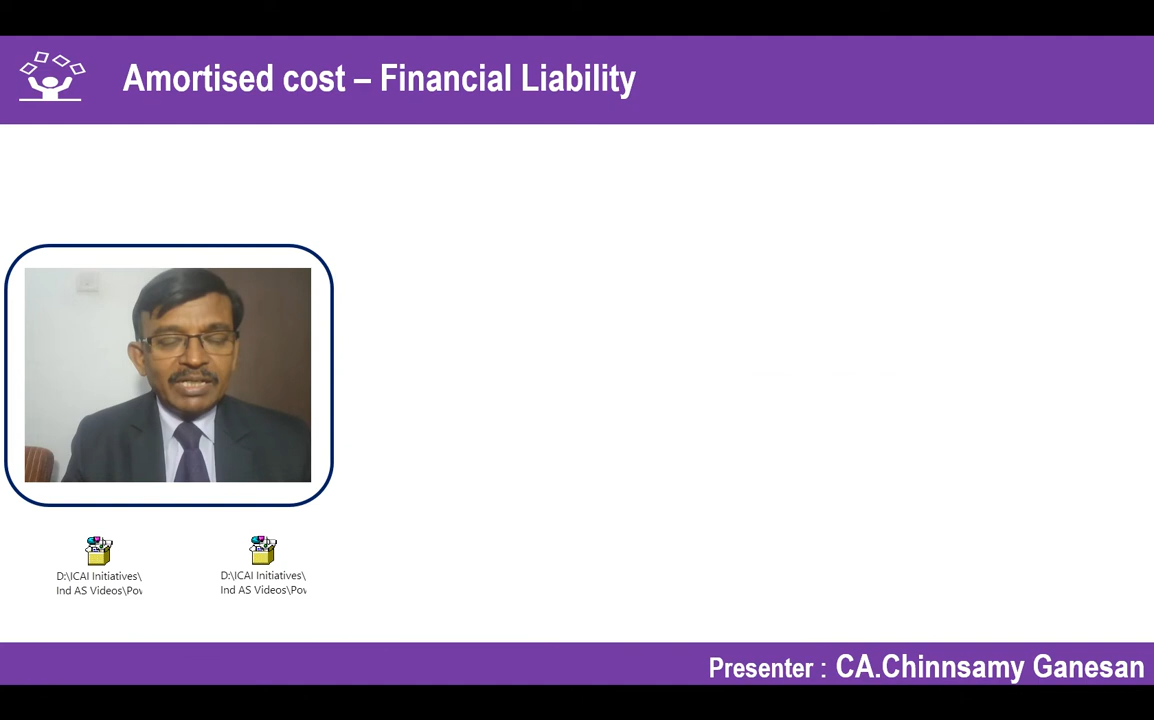 Amortised cost – Financial Liability
D:\ICAI Initiatives\
Ind AS Videos\Pov
D:\ICAI Initiatives\
Ind AS Videos\Pov
Presenter : CA.Chinnsamy Ganesan